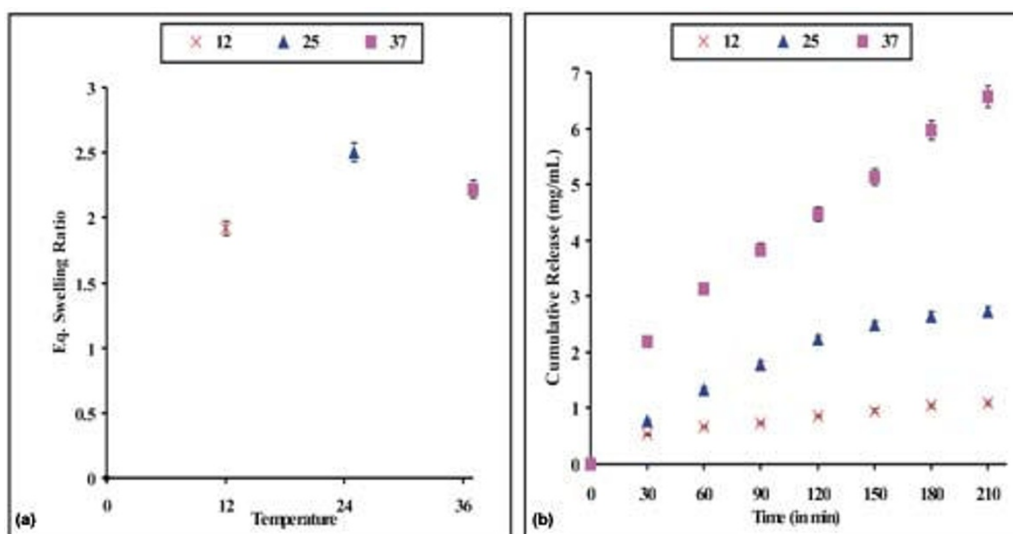 12 25 37
3
2.5
2
1.5
1
0.5
0
0 12 24 36
Eq. Swelling Ratio
Temperature
(a)
12 25 37
7
6
5
4
3
2
1
0
0 30 60 90 120 150 180 210
Cumulative Release (mg/mL)
Time (in min)
(b)